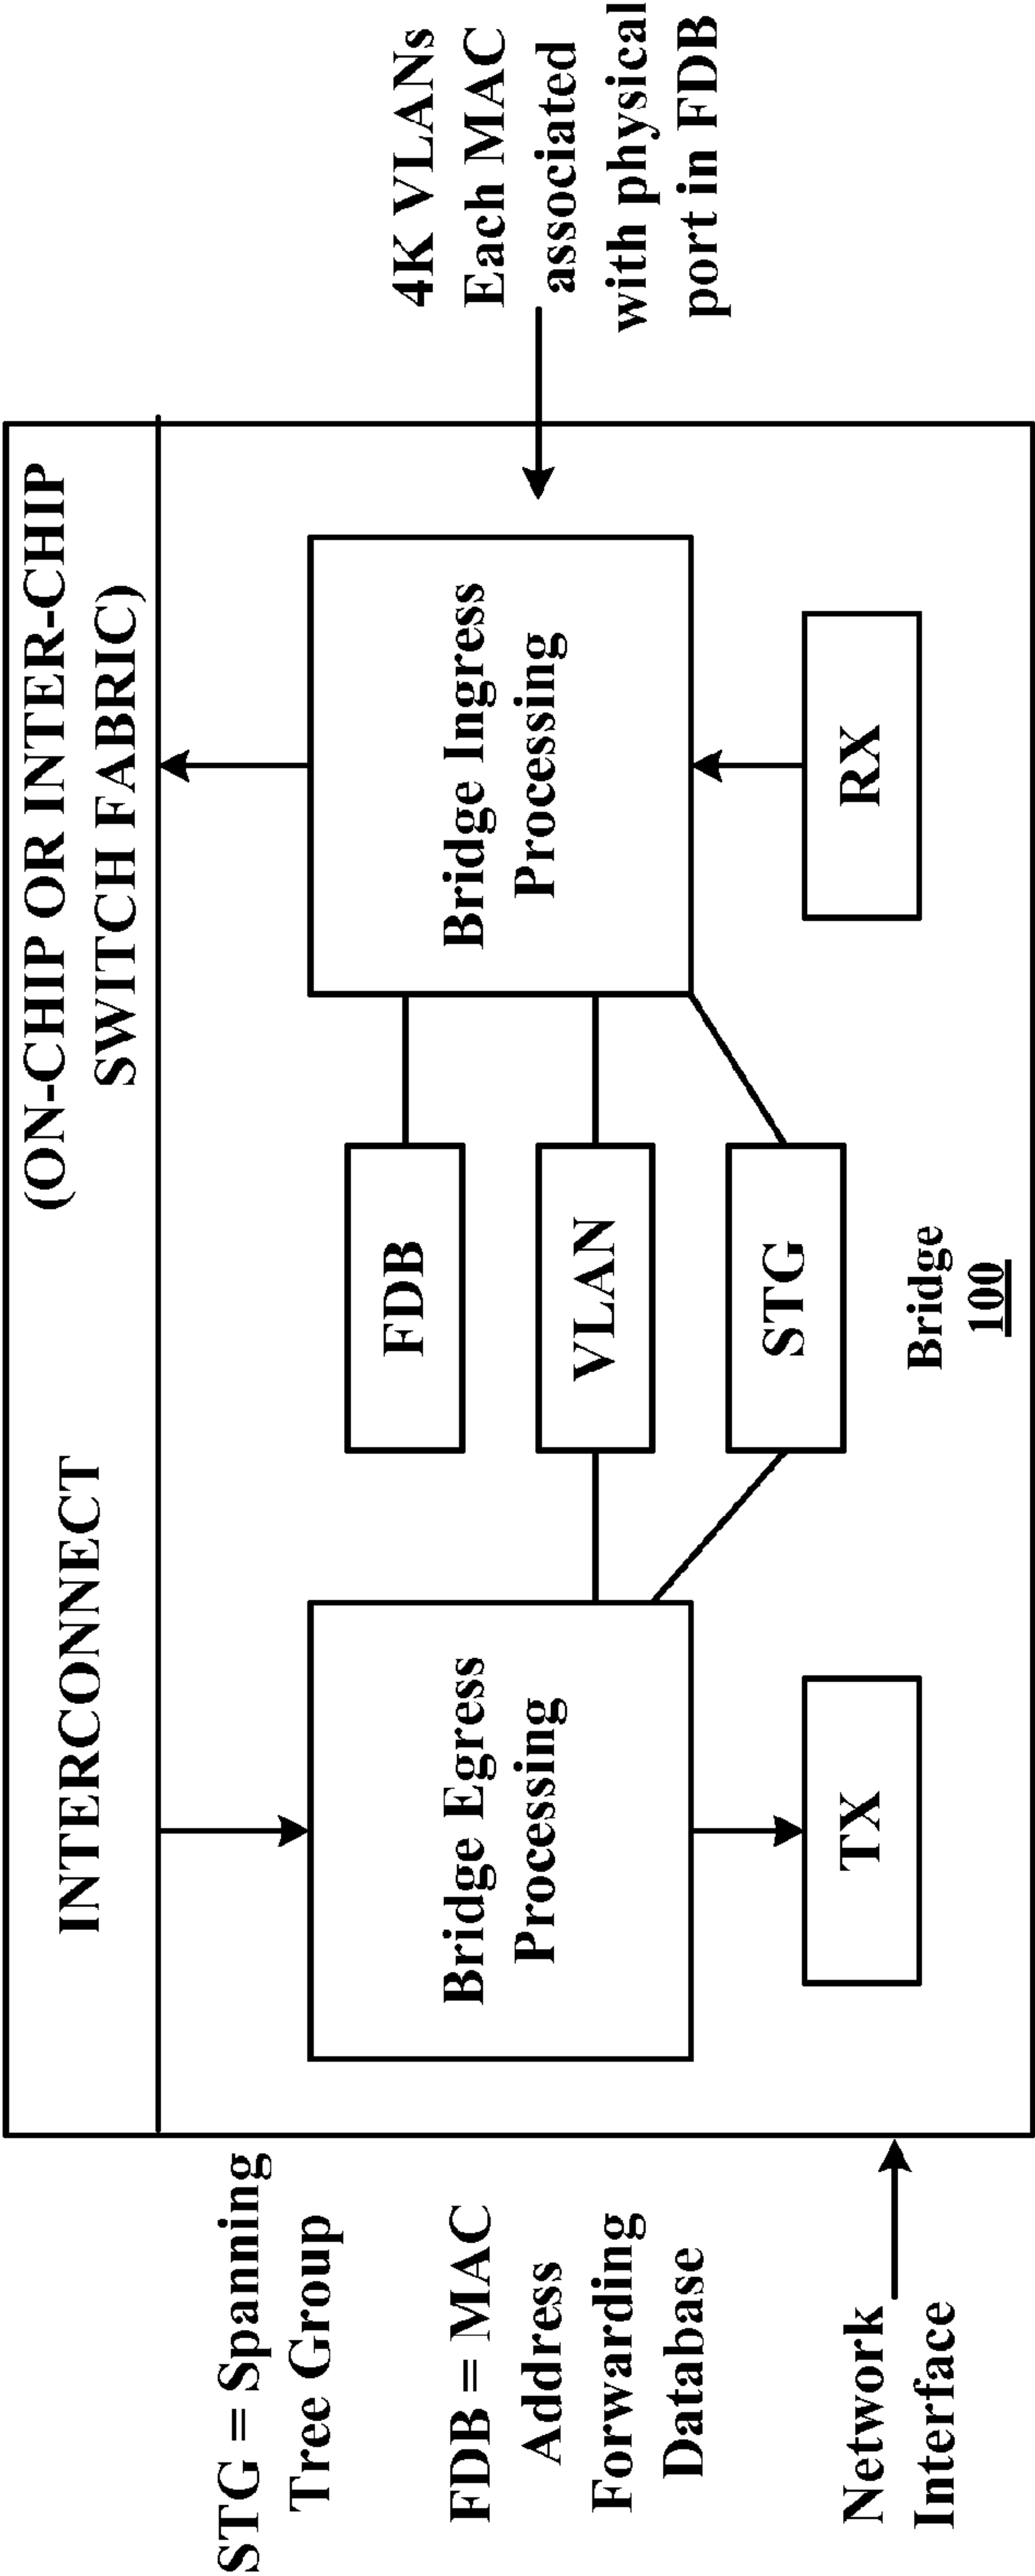 INTERCONNECT
(ON-CHIP OR INTER-CHIP
SWITCH FABRIC)
STG = Spanning
Tree Group
FDB = MAC
Address
Forwarding
Database
Network
Interface
Bridge Egress
Processing
TX
FDB
VLAN
STG
Bridge
100
Bridge Ingress
Processing
RX
4K VLANs
Each MAC
associated
with physical
port in FDB